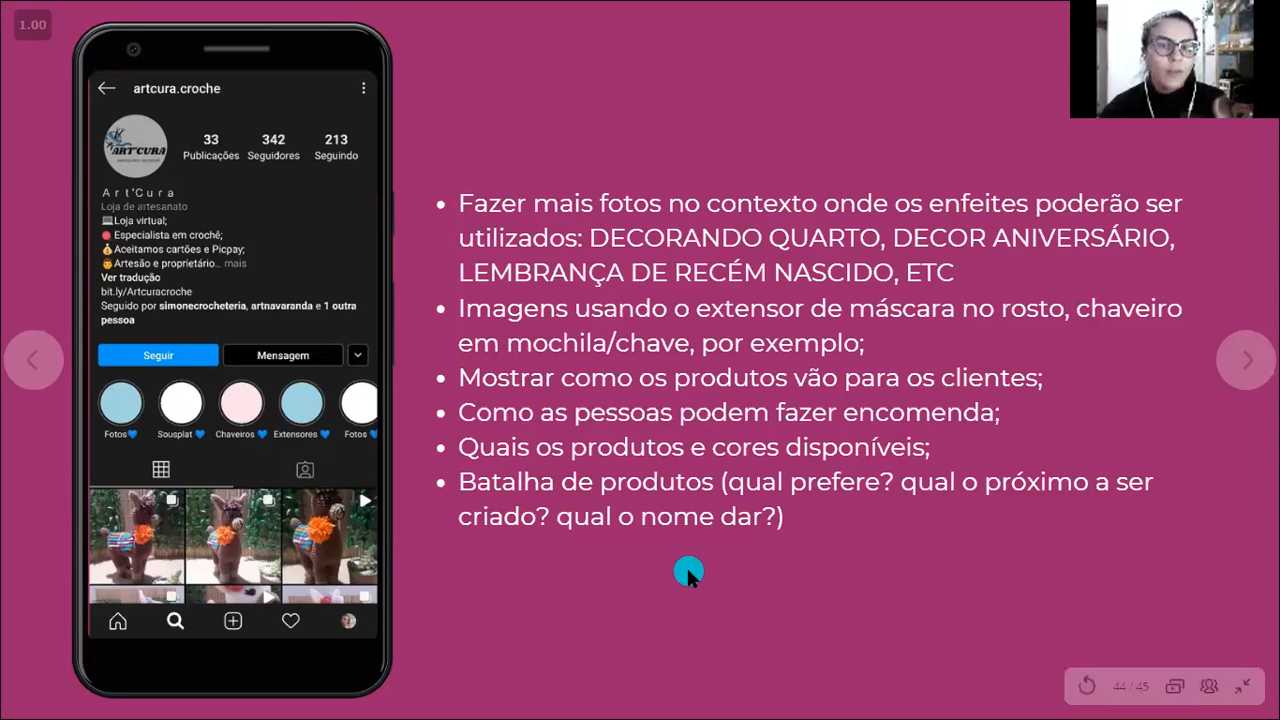 1.00
artcura.croche
33
342
213
Publicações
Seguidores
Seguindo
ART'CURA
Art'Cura
Loja de artesanato
Loja virtual;
Especialista em crochê;
Aceitamos cartões e Picpay;
Artesão e proprietário... mais
Ver tradução
bit.ly/Artcuracroche
Seguido por simonecrocheteria, artnavaranda e 1 outra
pessoa
Seguir
Mensagem
Fotos💙
Sousplat 💙
Chaveiros 💙
Extensores 💙
Fotos 💙
• Fazer mais fotos no contexto onde os enfeites poderão ser
utilizados: DECORANDO QUARTO, DECOR ANIVERSÁRIO,
LEMBRANÇA DE RECÉM NASCIDO, ETC
• Imagens usando o extensor de máscara no rosto, chaveiro
em mochila/chave, por exemplo;
• Mostrar como os produtos vão para os clientes;
• Como as pessoas podem fazer encomenda;
• Quais os produtos e cores disponíveis;
• Batalha de produtos (qual prefere? qual o próximo a ser
criado? qual o nome dar?)
44 / 45